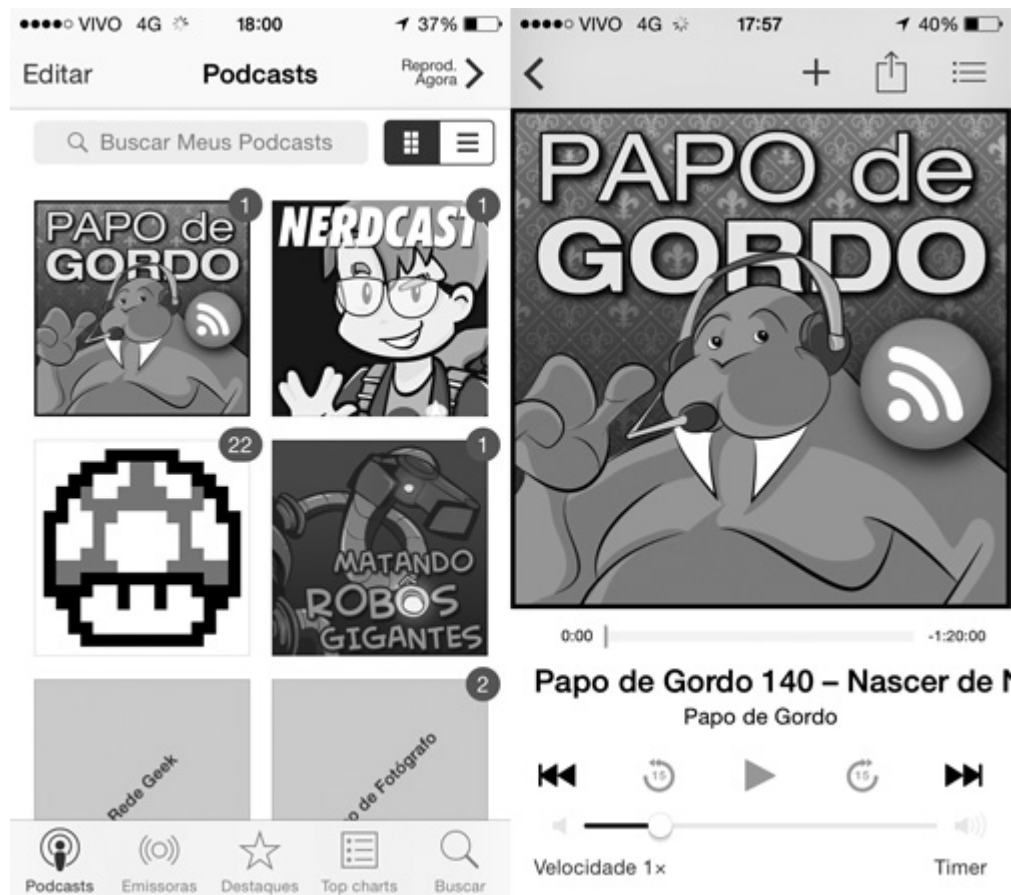 VIVO 4G 18:00 37%
Editar Podcasts Reprod. Agora
Buscar Meus Podcasts
PAPO de GORDO 1
NERDCAST 1
22
MATANDO ROBÔS GIGANTES 1
Rede Geek
de Fotógrafo 2
Podcasts Emissoras Destaques Top charts Buscar
VIVO 4G 17:57 40%
PAPO de
GORDO
0:00 -1:20:00
Papo de Gordo 140 – Nascer de
Papo de Gordo
15 15
Velocidade 1x Timer